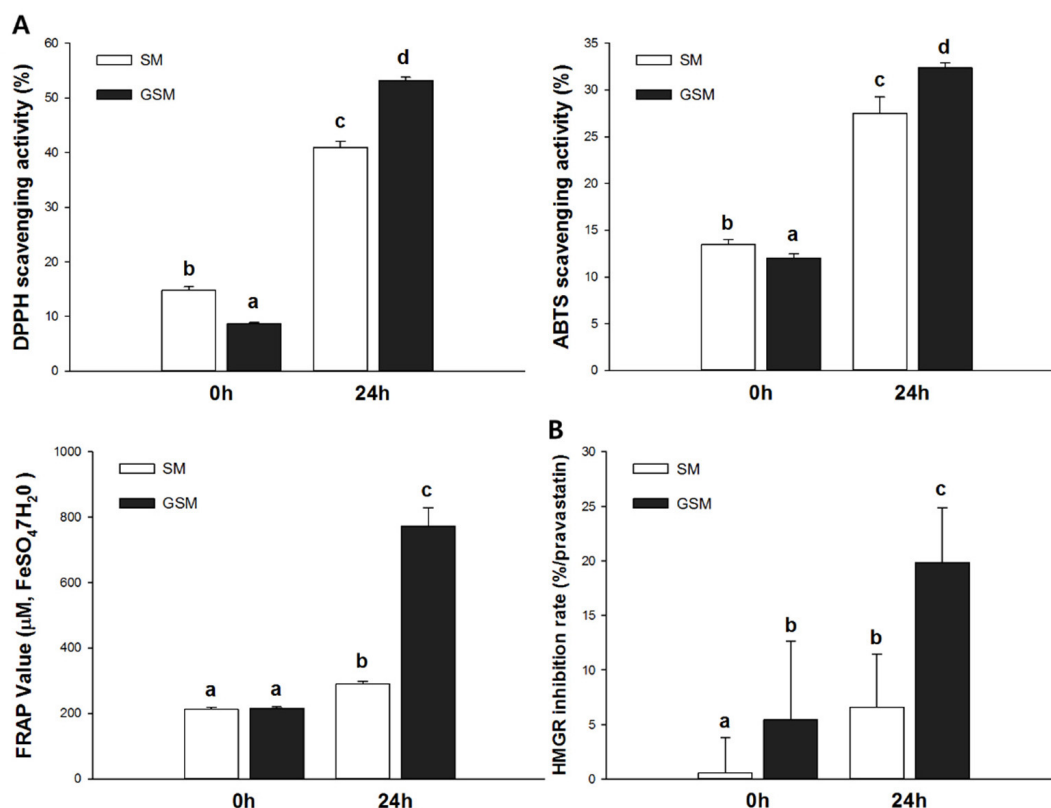 A
DPPH scavenging activity (%)
60
50
40
30
20
10
0
SM
GSM
b
a
c
d
0h
24h
ABTS scavenging activity (%)
35
30
25
20
15
10
5
0
SM
GSM
b
a
c
d
0h
24h
FRAP Value (μM, FeSO₄7H₂0 )
1000
800
600
400
200
0
SM
GSM
a
a
b
c
0h
24h
B
HMGR inhibition rate (%/pravastatin)
30
25
20
15
10
5
0
SM
GSM
a
b
b
c
0h
24h